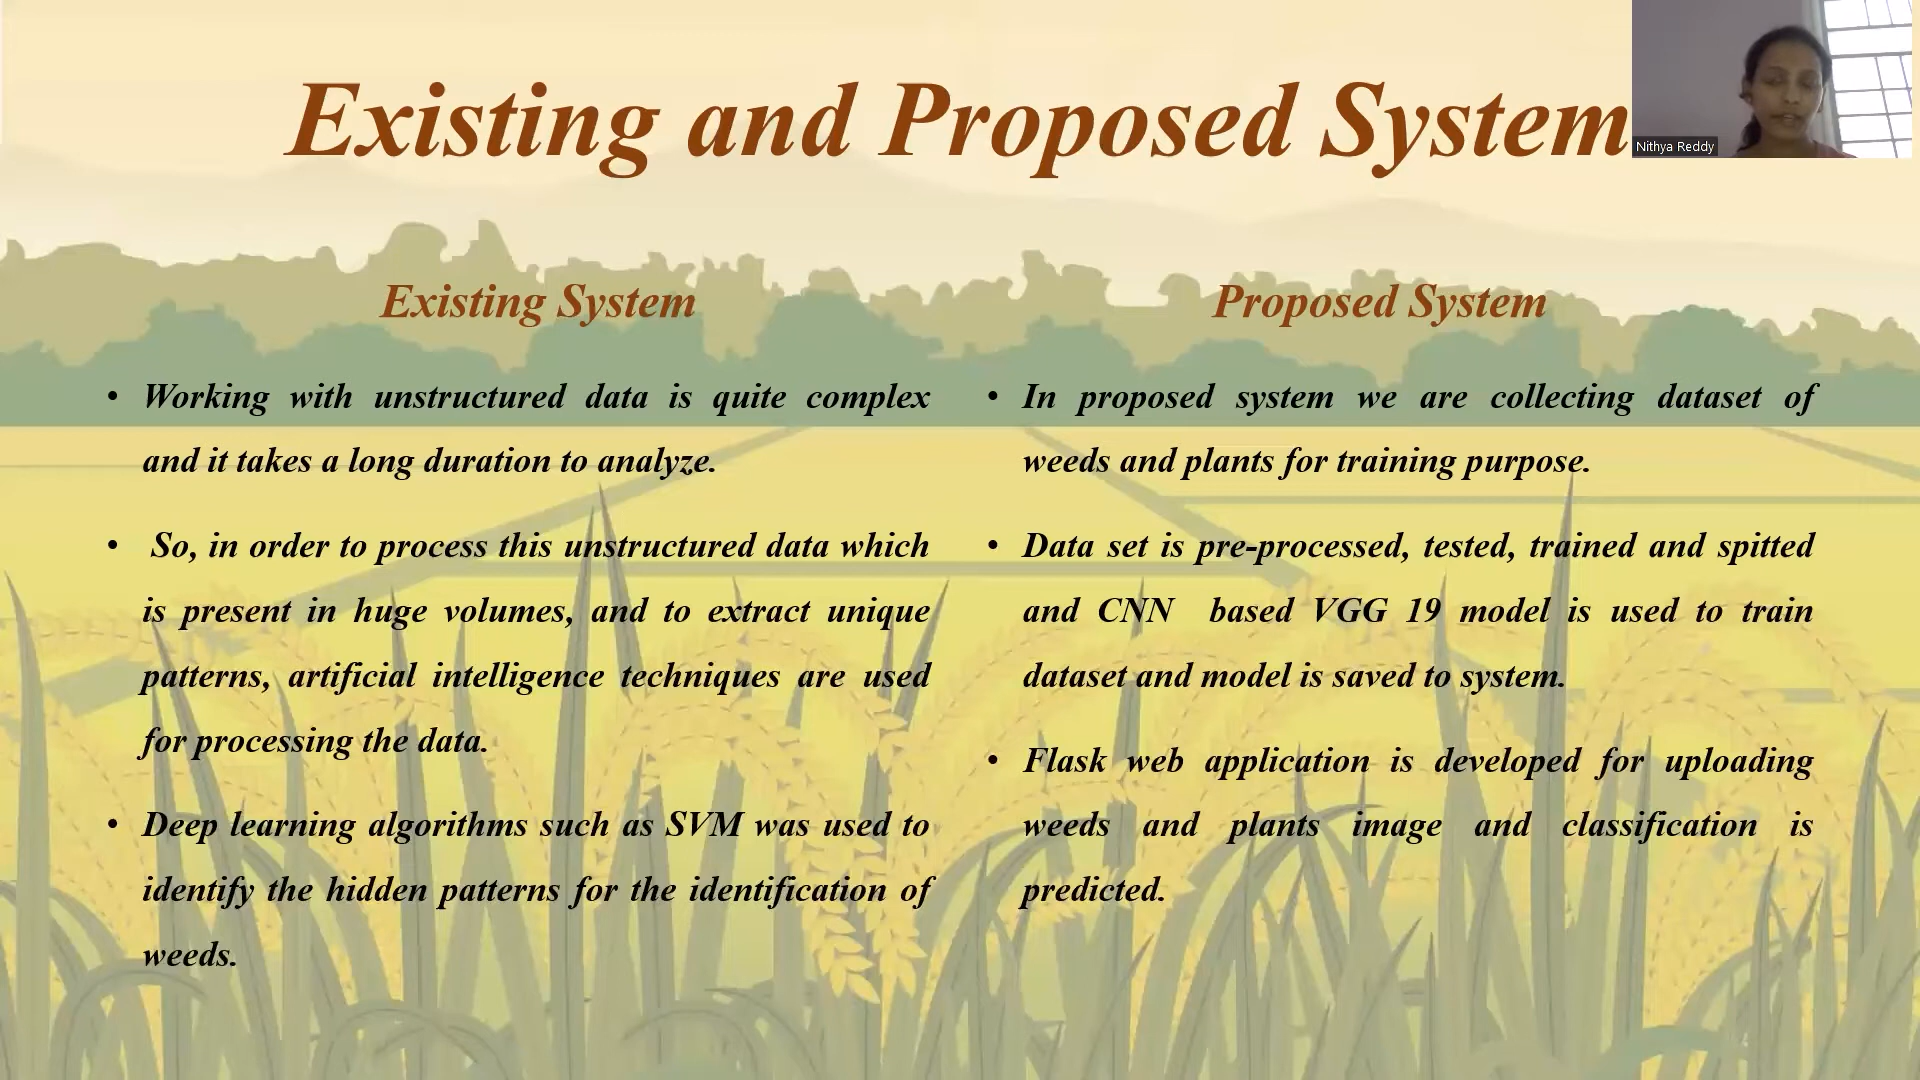 Existing and Proposed System
Nithya Reddy
Existing System
• Working with unstructured data is quite complex
and it takes a long duration to analyze.
• So, in order to process this unstructured data which
is present in huge volumes, and to extract unique
patterns, artificial intelligence techniques are used
for processing the data.
• Deep learning algorithms such as SVM was used to
identify the hidden patterns for the identification of
weeds.
Proposed System
• In proposed system we are collecting dataset of
weeds and plants for training purpose.
• Data set is pre-processed, tested, trained and spitted
and CNN based VGG 19 model is used to train
dataset and model is saved to system.
• Flask web application is developed for uploading
weeds and plants image and classification is
predicted.